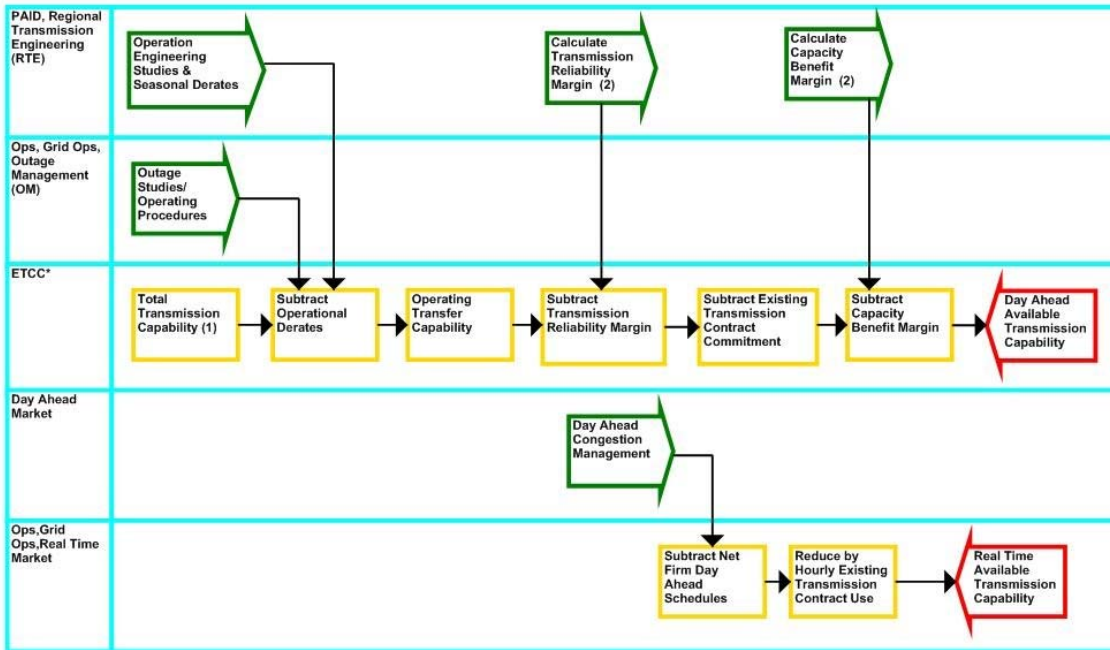 PAID, Regional
Transmission
Engineering
(RTE)
Operation
Engineering
Studies &
Seasonal Derates
Calculate
Transmission
Reliability
Margin (2)
Calculate
Capacity
Benefit
Margin (2)
Ops, Grid Ops,
Outage
Management
(OM)
Outage
Studies/
Operating
Procedures
ETCC*
Total
Transmission
Capability (1)
Subtract
Operational
Derates
Operating
Transfer
Capability
Subtract
Transmission
Reliability Margin
Subtract Existing
Transmission
Contract
Commitment
Subtract
Capacity
Benefit Margin
Day Ahead
Available
Transmission
Capability
Day Ahead
Market
Day Ahead
Congestion
Management
Ops,Grid
Ops,Real Time
Market
Subtract Net
Firm Day
Ahead
Schedules
Reduce by
Hourly Existing
Transmission
Contract Use
Real Time
Available
Transmission
Capability